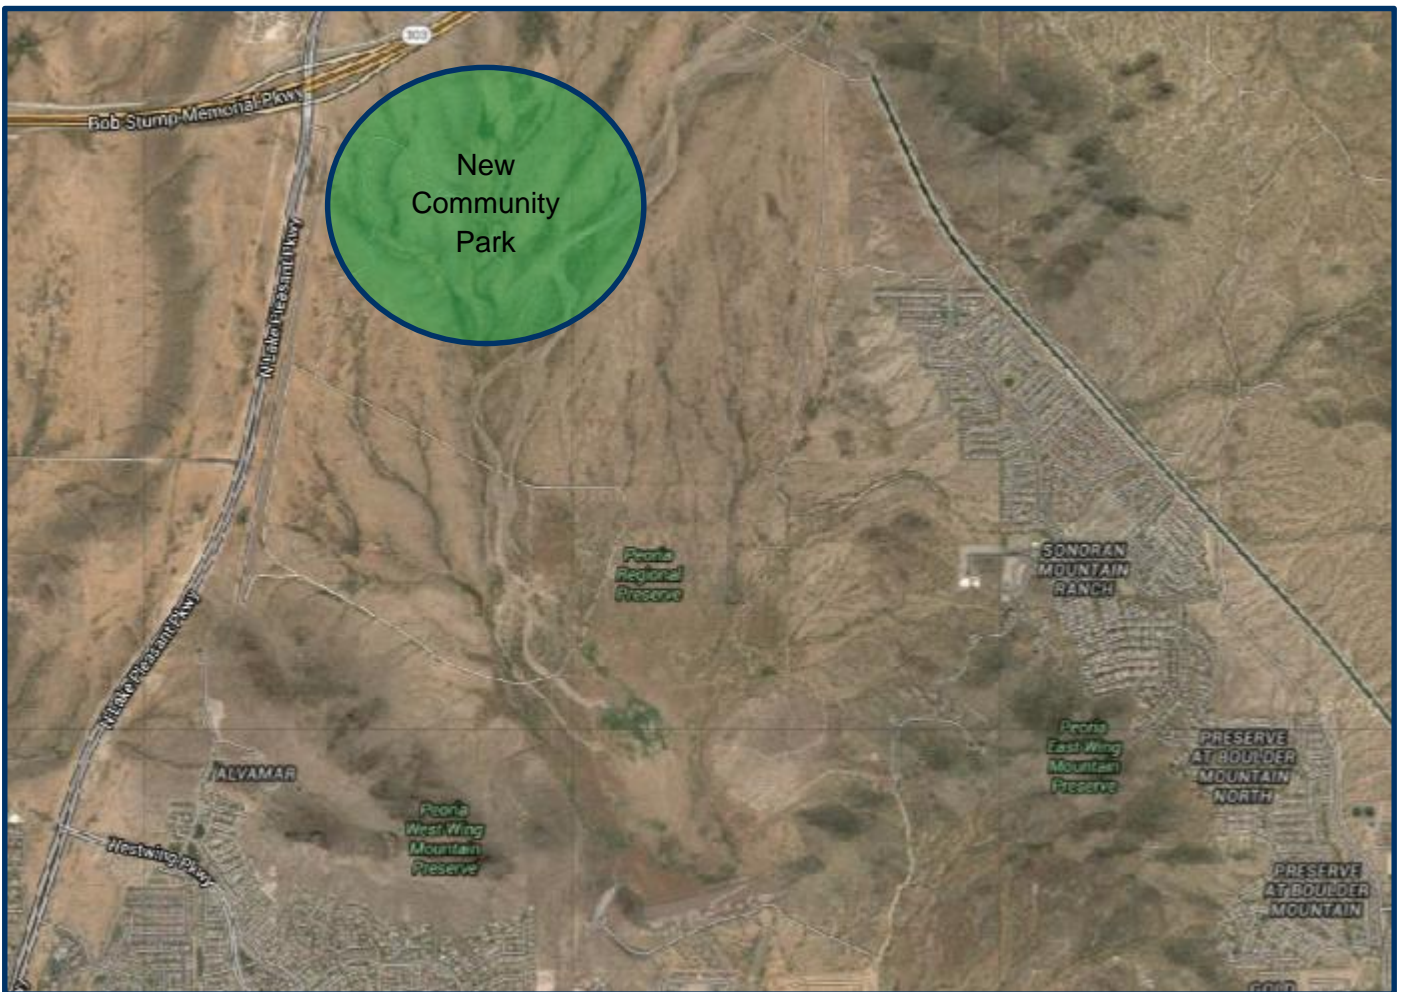 303
Bob Stump Memorial Pkwy
New
Community
Park
N Lake Pleasant Pkwy
Peoria
Regional
Preserve
SONORAN
MOUNTAIN
RANCH
N Lake Pleasant Pkwy
Peoria
East Wing
Mountain
Preserve
PRESERVE
AT BOULDER
MOUNTAIN
NORTH
ALVAMAR
Peoria
West Wing
Mountain
Preserve
Westwing Pkwy
PRESERVE
AT BOULDER
MOUNTAIN
GOLD